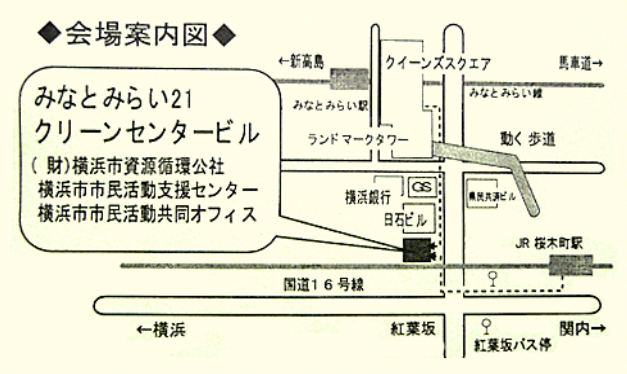 ◆会場案内図◆
←新高島
クイーンズスクエア
馬車道→
みなとみらい駅
みなとみらい線
みなとみらい21
クリーンセンタービル
(財)横浜市資源循環公社
横浜市市民活動支援センター
横浜市市民活動共同オフィス
ランドマークタワー
動く歩道
横浜銀行
GS
県民共済ビル
日石ビル
JR 桜木町駅
国道16号線
←横浜
紅葉坂
関内→
紅葉坂バス停